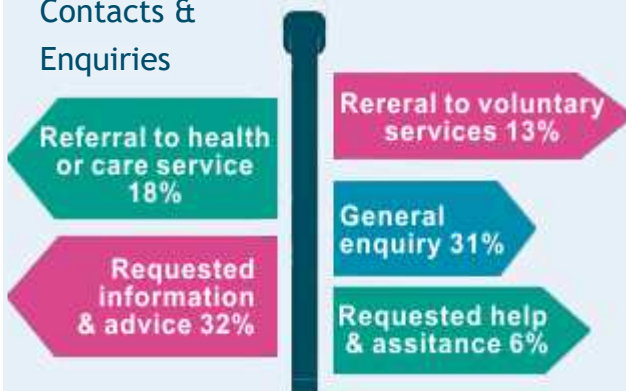 Contacts &
Enquiries
Referral to health
or care service
18%
Requested
information
& advice 32%
Rereral to voluntary
services 13%
General
enquiry 31%
Requested help
& assitance 6%